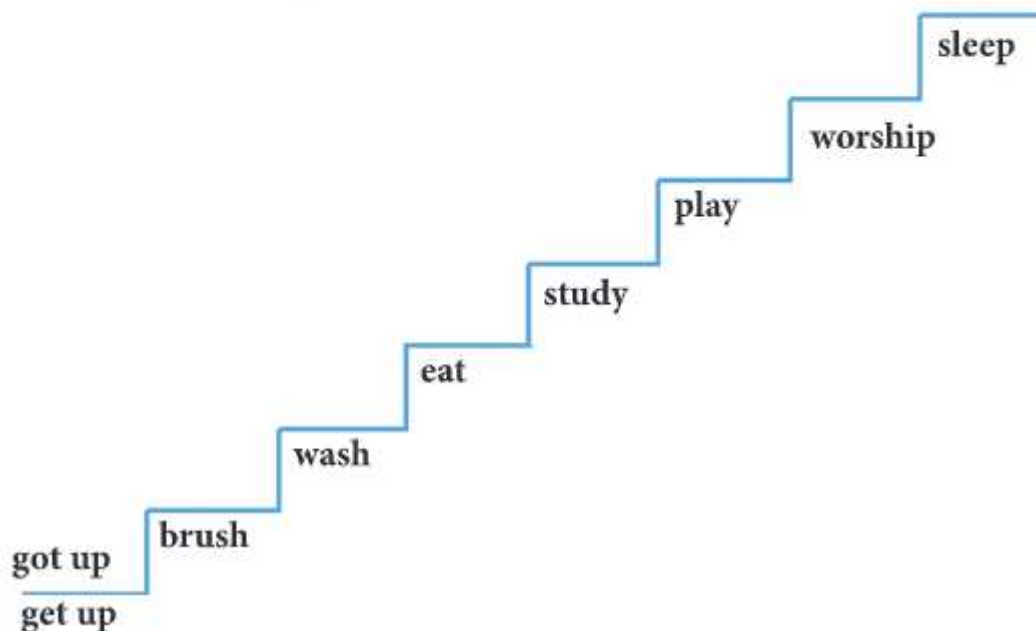 sleep
worship
play
study
eat
wash
brush
got up
get up